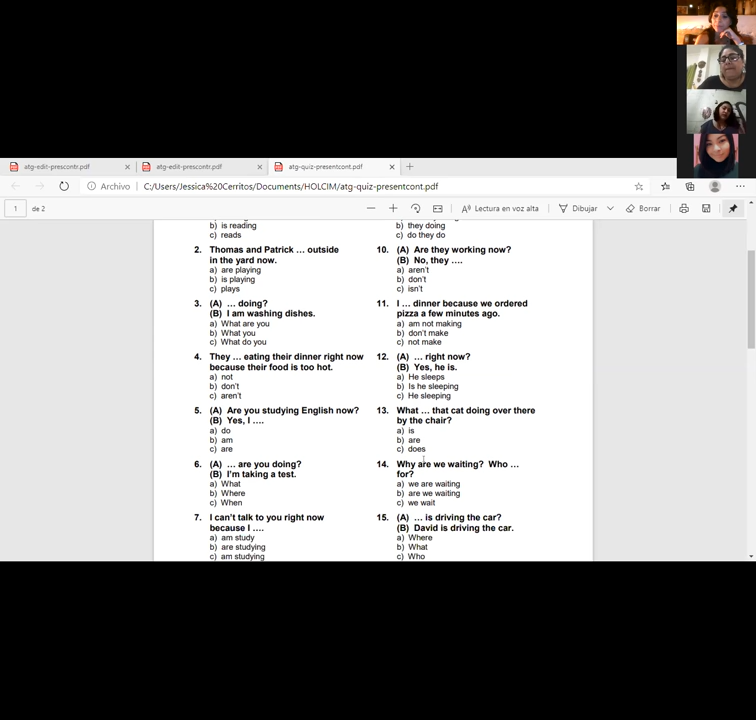 atg-edit-prescontr.pdf
atg-edit-prescontr.pdf
atg-quiz-presentcont.pdf
Archivo
C:/Users/Jessica%20Cerritos/Documents/HOLCIM/atg-quiz-presentcont.pdf
1 de 2
Lectura en voz alta
Dibujar
Borrar
b) is reading
c) reads
2. Thomas and Patrick … outside
in the yard now.
a) are playing
b) is playing
c) plays
3. (A) … doing?
(B) I am washing dishes.
a) What are you
b) What you
c) What do you
4. They … eating their dinner right now
because their food is too hot.
a) not
b) don't
c) aren't
5. (A) Are you studying English now?
(B) Yes, I ….
a) do
b) am
c) are
6. (A) … are you doing?
(B) I'm taking a test.
a) What
b) Where
c) When
7. I can't talk to you right now
because I ….
a) am study
b) are studying
c) am studying
b) they doing
c) do they do
10. (A) Are they working now?
(B) No, they ….
a) aren't
b) don't
c) isn't
11. I … dinner because we ordered
pizza a few minutes ago.
a) am not making
b) don't make
c) not make
12. (A) … right now?
(B) Yes, he is.
a) He sleeps
b) Is he sleeping
c) He sleeping
13. What … that cat doing over there
by the chair?
a) is
b) are
c) does
14. Why are we waiting? Who …
for?
a) we are waiting
b) are we waiting
c) we wait
15. (A) … is driving the car?
(B) David is driving the car.
a) Where
b) What
c) Who